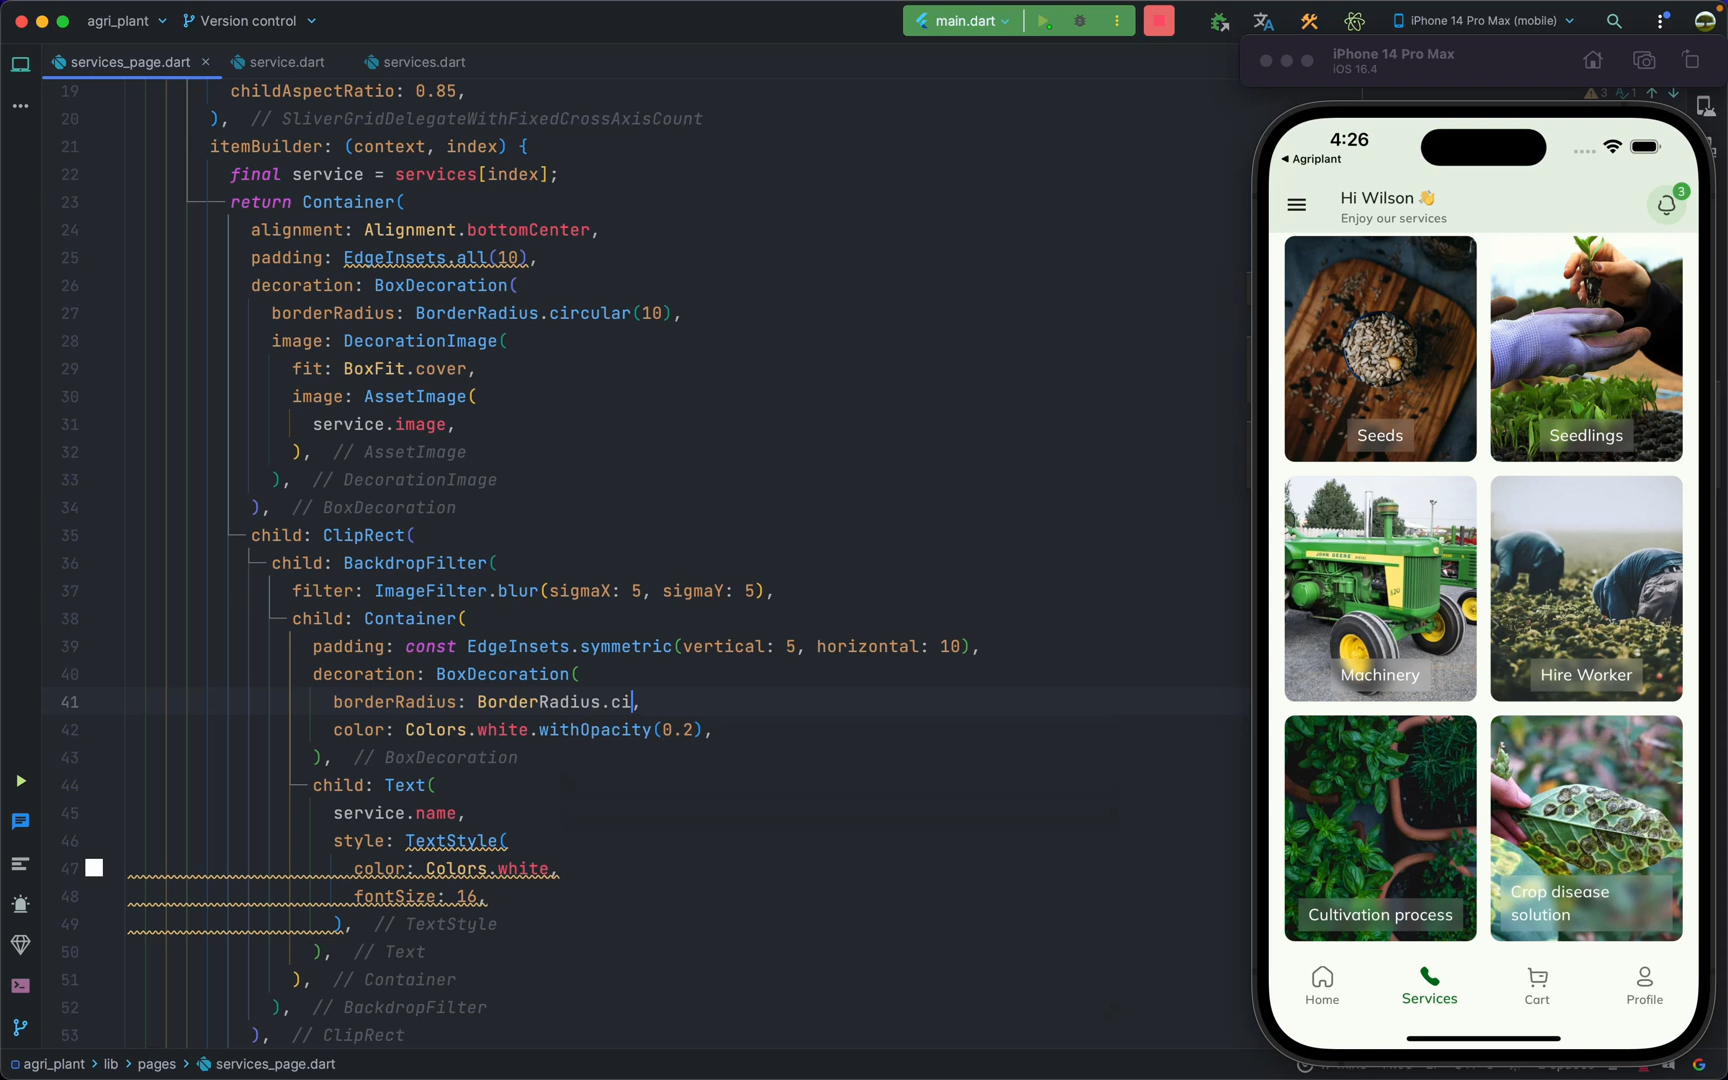 agri_plant
Version control
main.dart
iPhone 14 Pro Max (mobile)
services_page.dart
service.dart
services.dart
iPhone 14 Pro Max
iOS 16.4
3
1
19 childAspectRatio: 0.85,
20 ), // SliverGridDelegateWithFixedCrossAxisCount
21 itemBuilder: (context, index) {
22 final service = services[index];
23 return Container(
24 alignment: Alignment.bottomCenter,
25 padding: EdgeInsets.all(10),
26 decoration: BoxDecoration(
27 borderRadius: BorderRadius.circular(10),
28 image: DecorationImage(
29 fit: BoxFit.cover,
30 image: AssetImage(
31 service.image,
32 ), // AssetImage
33 ), // DecorationImage
34 ), // BoxDecoration
35 child: ClipRect(
36 child: BackdropFilter(
37 filter: ImageFilter.blur(sigmaX: 5, sigmaY: 5),
38 child: Container(
39 padding: const EdgeInsets.symmetric(vertical: 5, horizontal: 10),
40 decoration: BoxDecoration(
41 borderRadius: BorderRadius.ci,
42 color: Colors.white.withOpacity(0.2),
43 ), // BoxDecoration
44 child: Text(
45 service.name,
46 style: TextStyle(
47 color: Colors.white,
48 fontSize: 16,
49 ), // TextStyle
50 ), // Text
51 ), // Container
52 ), // BackdropFilter
53 ), // ClipRect
agri_plant > lib > pages > services_page.dart
4:26
Agriplant
Hi Wilson 👋
Enjoy our services
3
Seeds
Seedlings
JOHN DEERE
Machinery
Hire Worker
Cultivation process
Crop disease
solution
Home
Services
Cart
Profile